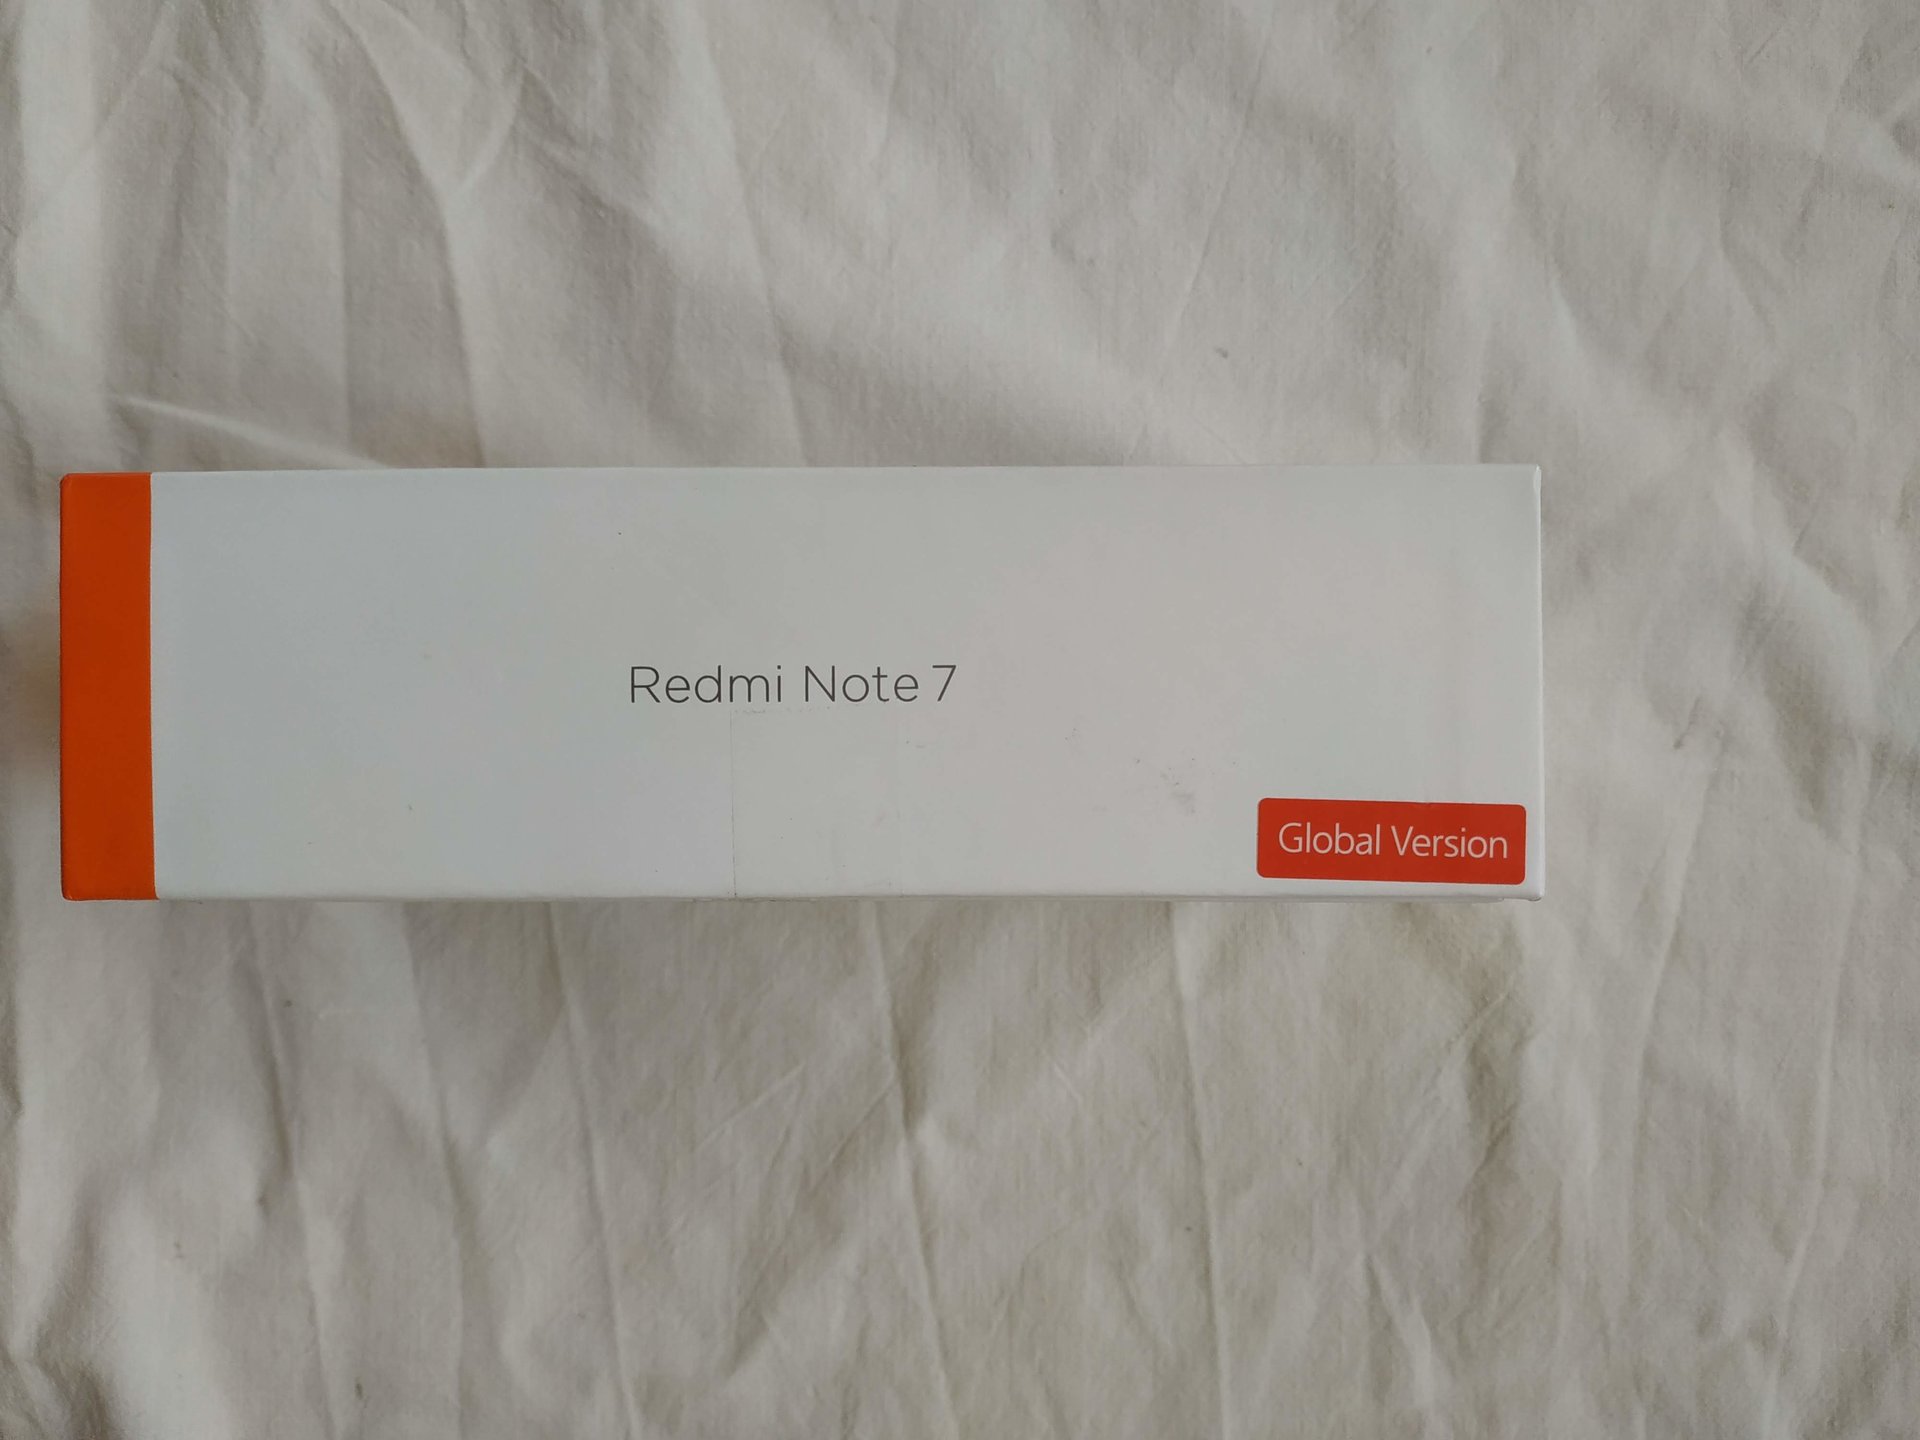 Redmi Note 7
Global Version